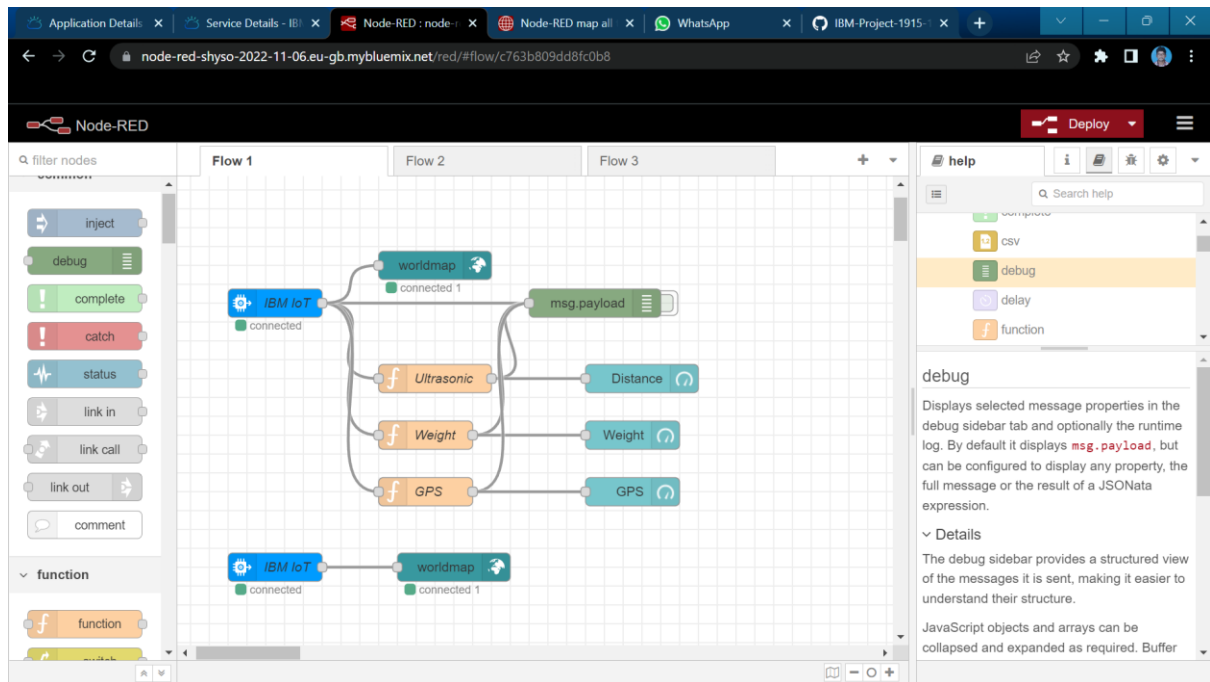 Application Details
Service Details - IB
Node-RED : node-r
Node-RED map all
WhatsApp
IBM-Project-1915-1
node-red-shyso-2022-11-06.eu-gb.mybluemix.net/red/#flow/c763b809dd8fc0b8
Node-RED
Deploy
filter nodes
Flow 1
Flow 2
Flow 3
help
i
Search help
common
inject
debug
complete
catch
status
link in
link call
link out
comment
function
function
switch
worldmap
connected 1
IBM IoT
connected
msg.payload
Ultrasonic
Distance
Weight
Weight
GPS
GPS
IBM IoT
connected
worldmap
connected 1
complete
csv
debug
delay
function
debug
Displays selected message properties in the
debug sidebar tab and optionally the runtime
log. By default it displays msg.payload, but
can be configured to display any property, the
full message or the result of a JSONata
expression.
Details
The debug sidebar provides a structured view
of the messages it is sent, making it easier to
understand their structure.
JavaScript objects and arrays can be
collapsed and expanded as required. Buffer